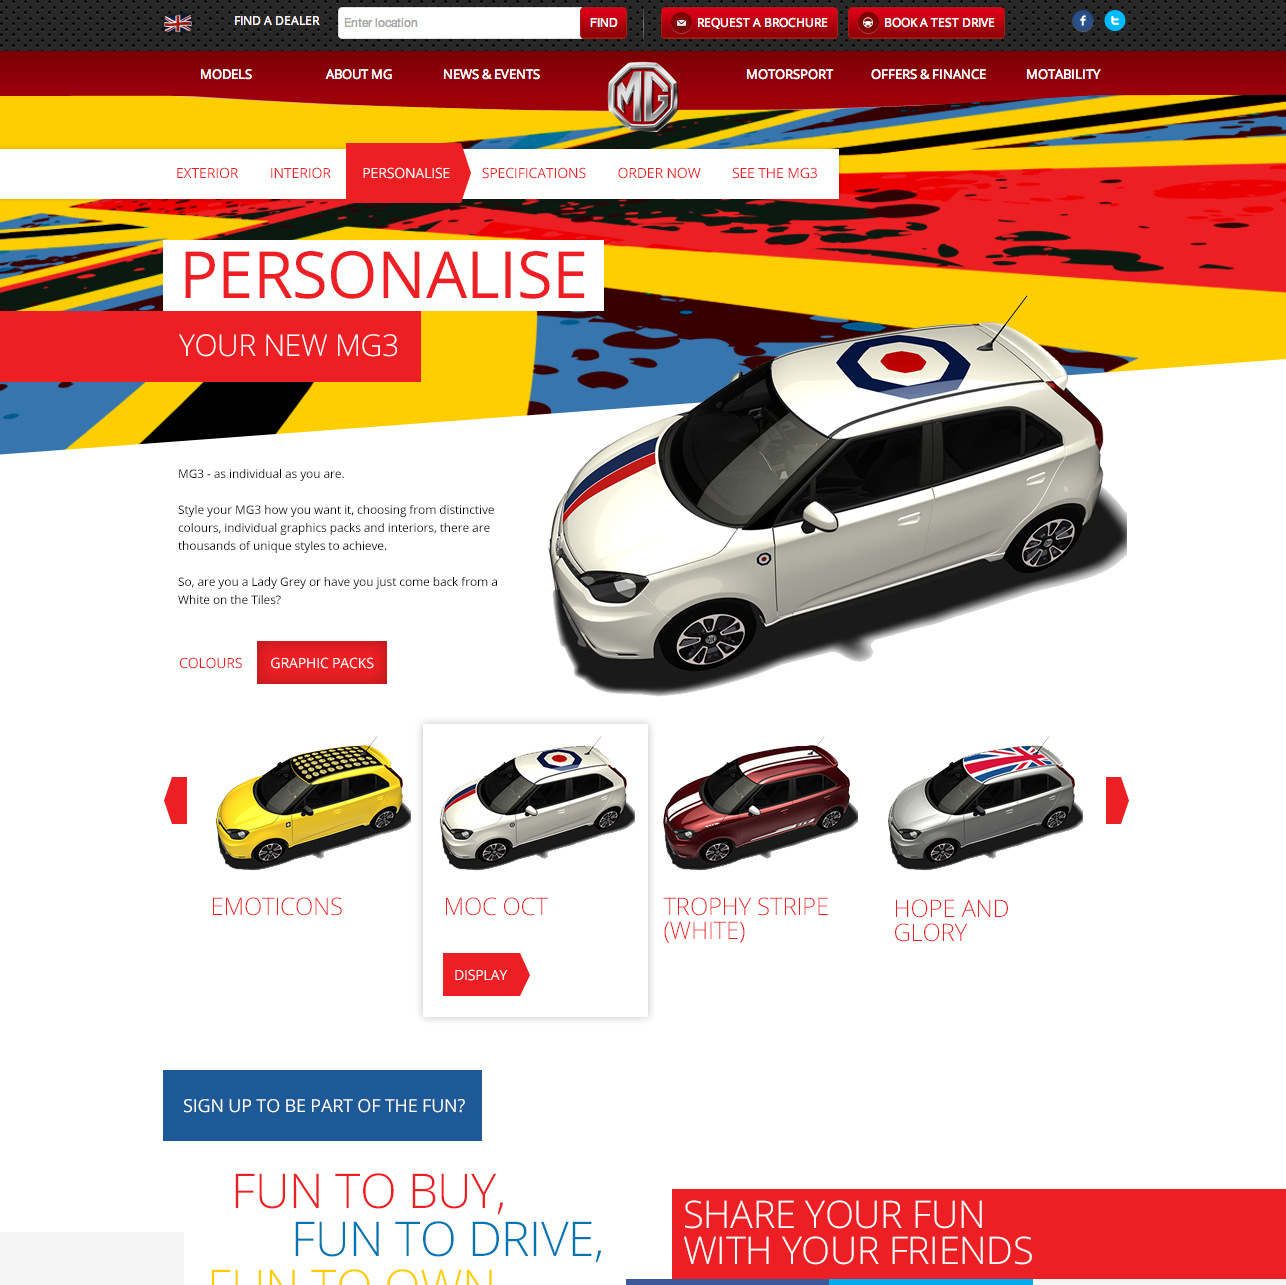 FIND A DEALER
Enter location
FIND
REQUEST A BROCHURE
BOOK A TEST DRIVE
f
t
MODELS
ABOUT MG
NEWS & EVENTS
MG
MOTORSPORT
OFFERS & FINANCE
MOTABILITY
EXTERIOR
INTERIOR
PERSONALISE
SPECIFICATIONS
ORDER NOW
SEE THE MG3
PERSONALISE
YOUR NEW MG3
MG3 - as individual as you are.
Style your MG3 how you want it, choosing from distinctive
colours, individual graphics packs and interiors, there are
thousands of unique styles to achieve.
So, are you a Lady Grey or have you just come back from a
White on the Tiles?
COLOURS
GRAPHIC PACKS
EMOTICONS
MOC OCT
TROPHY STRIPE
(WHITE)
HOPE AND
GLORY
DISPLAY
SIGN UP TO BE PART OF THE FUN?
FUN TO BUY,
FUN TO DRIVE,
FUN TO OWN
SHARE YOUR FUN
WITH YOUR FRIENDS